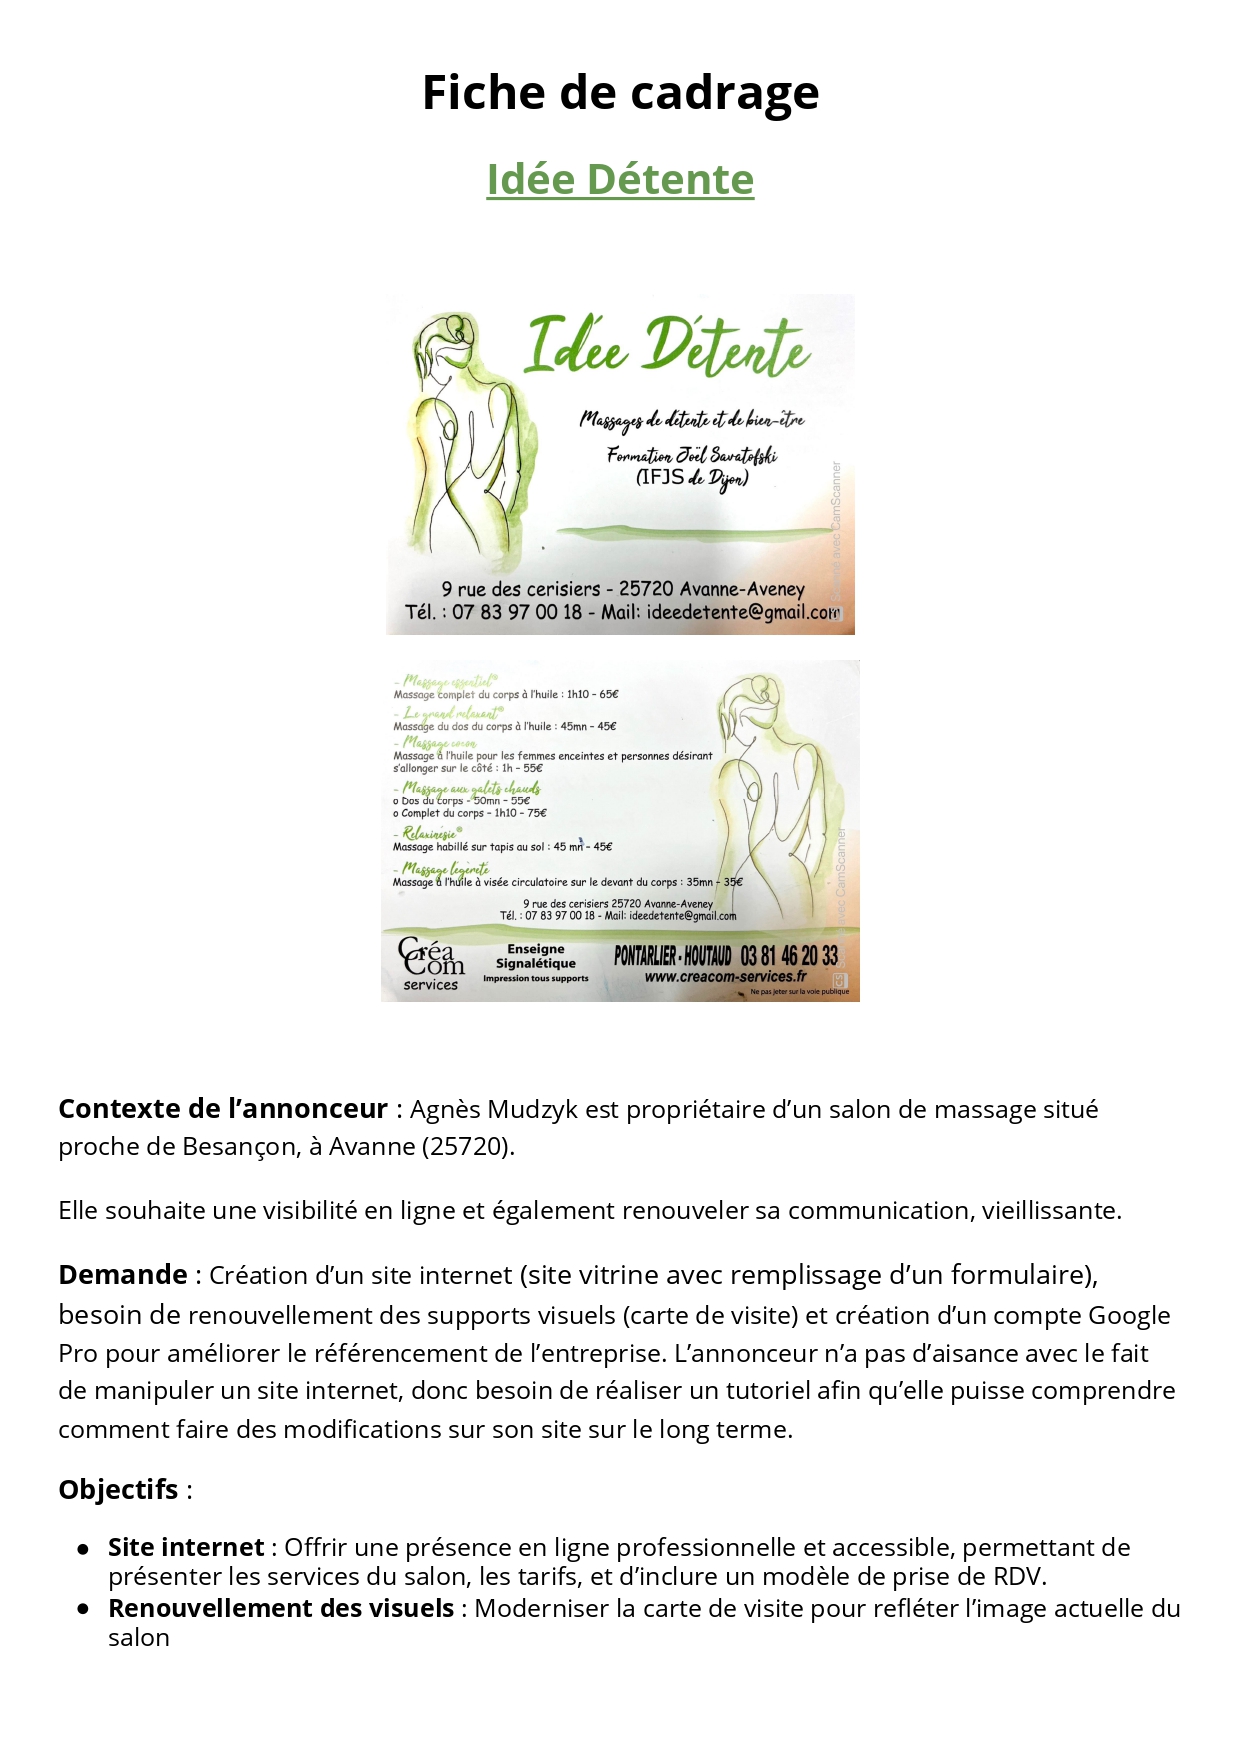 Fiche de cadrage
Idée Détente
Idée Détente
Massages de détente et de bien-être
Formation Joël Savatofski
(IFJS de Dijon)
9 rue des cerisiers - 25720 Avanne-Aveney
Tél. : 07 83 97 00 18 - Mail: ideedetente@gmail.com
Scanné avec CamScanner
- Massage essentiel®
Massage complet du corps à l'huile : 1h10 – 65€
- Le grand relaxant®
Massage du dos du corps à l'huile : 45mn – 45€
- Massage cocon
Massage à l'huile pour les femmes enceintes et personnes désirant
s'allonger sur le côté : 1h – 55€
- Massage aux galets chauds
o Dos du corps – 50mn – 55€
o Complet du corps – 1h10 – 75€
- Relaxinésie®
Massage habillé sur tapis au sol : 45 mn – 45€
- Massage légèreté
Massage à l'huile à visée circulatoire sur le devant du corps : 35mn – 35€
9 rue des cerisiers 25720 Avanne-Aveney
Tél. : 07 83 97 00 18 - Mail: ideedetente@gmail.com
Créa
Com
services
Enseigne
Signalétique
Impression tous supports
PONTARLIER - HOUTAUD 03 81 46 20 33
www.creacom-services.fr
Ne pas jeter sur la voie publique
CS Scanné avec CamScanner
Contexte de l'annonceur : Agnès Mudzyk est propriétaire d'un salon de massage situé
proche de Besançon, à Avanne (25720).
Elle souhaite une visibilité en ligne et également renouveler sa communication, vieillissante.
Demande : Création d'un site internet (site vitrine avec remplissage d'un formulaire),
besoin de renouvellement des supports visuels (carte de visite) et création d'un compte Google
Pro pour améliorer le référencement de l'entreprise. L'annonceur n'a pas d'aisance avec le fait
de manipuler un site internet, donc besoin de réaliser un tutoriel afin qu'elle puisse comprendre
comment faire des modifications sur son site sur le long terme.
Objectifs :
● Site internet : Offrir une présence en ligne professionnelle et accessible, permettant de
présenter les services du salon, les tarifs, et d'inclure un modèle de prise de RDV.
● Renouvellement des visuels : Moderniser la carte de visite pour refléter l'image actuelle du
salon